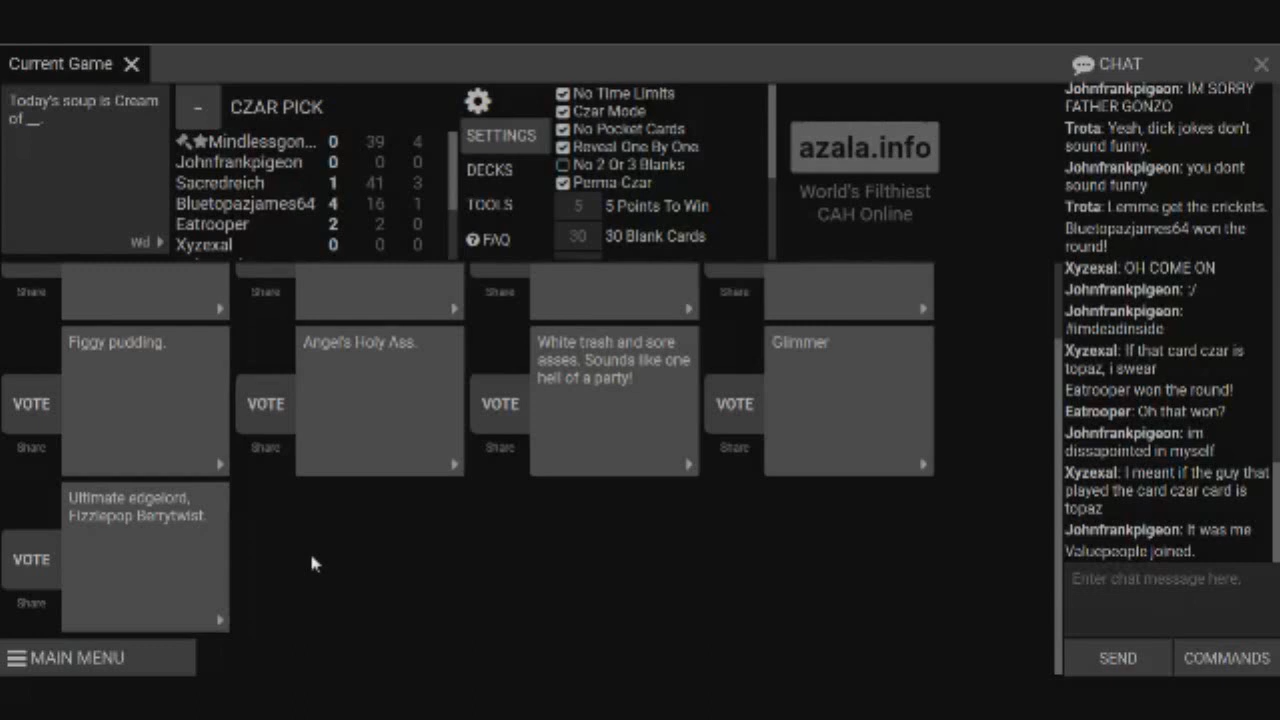 Current Game
CHAT
Today's soup is Cream
of __.
Wd
-
CZAR PICK
Mindlessgon... 0 39 4
Johnfrankpigeon 0 0 0
Sacredreich 1 41 3
Bluetopazjames64 4 16 1
Eatrooper 2 2 0
Xyzexal 0 0 0
SETTINGS
DECKS
TOOLS
FAQ
No Time Limits
Czar Mode
No Pocket Cards
Reveal One By One
No 2 Or 3 Blanks
Perma Czar
5 5 Points To Win
30 30 Blank Cards
azala.info
World's Filthiest
CAH Online
Share
Share
Share
Share
Figgy pudding.
VOTE
Share
Angel's Holy Ass.
VOTE
Share
White trash and sore
asses. Sounds like one
hell of a party!
VOTE
Share
Glimmer
VOTE
Share
Ultimate edgelord,
Fizzlepop Berrytwist.
VOTE
Share
MAIN MENU
Johnfrankpigeon: IM SORRY
FATHER GONZO
Trota: Yeah, dick jokes don't
sound funny.
Johnfrankpigeon: you dont
sound funny
Trota: Lemme get the crickets.
Bluetopazjames64 won the
round!
Xyzexal: OH COME ON
Johnfrankpigeon: :/
Johnfrankpigeon:
#imdeadinside
Xyzexal: If that card czar is
topaz, i swear
Eatrooper won the round!
Eatrooper: Oh that won?
Johnfrankpigeon: im
dissapointed in myself
Xyzexal: I meant if the guy that
played the card czar card is
topaz
Johnfrankpigeon: It was me
Valuepeople joined.
Enter chat message here.
SEND
COMMANDS